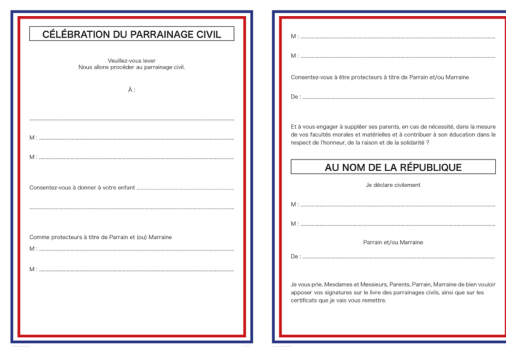 CÉLÉBRATION DU PARRAINAGE CIVIL
Veuillez-vous lever
Nous allons procéder au parrainage civil.
À :
M :
M :
Consentez-vous à donner à votre enfant
Comme protecteurs à titre de Parrain et (ou) Marraine
M :
M :
M :
M :
Consentez-vous à être protecteurs à titre de Parrain et/ou Marraine
De :
Et à vous engager à suppléer ses parents, en cas de nécessité, dans la mesure
de vos facultés morales et matérielles et à contribuer à son éducation dans le
respect de l'honneur, de la raison et de la solidarité ?
AU NOM DE LA RÉPUBLIQUE
Je déclare civilement
M :
M :
Parrain et/ou Marraine
De :
Je vous prie, Mesdames et Messieurs, Parents, Parrain, Marraine de bien vouloir
apposer vos signatures sur le livre des parrainages civils, ainsi que sur les
certificats que je vais vous remettre.